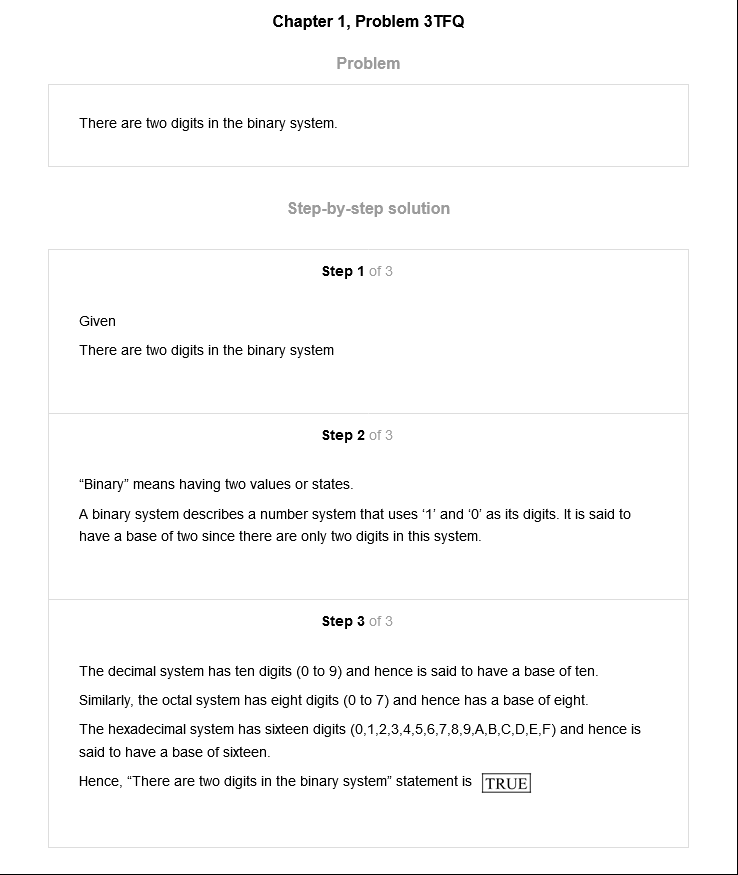 Chapter 1, Problem 3TFQ
Problem
There are two digits in the binary system.
Step-by-step solution
Step 1 of 3
Given
There are two digits in the binary system
Step 2 of 3
“Binary” means having two values or states.
A binary system describes a number system that uses ‘1’ and ‘0’ as its digits. It is said to
have a base of two since there are only two digits in this system.
Step 3 of 3
The decimal system has ten digits (0 to 9) and hence is said to have a base of ten.
Similarly, the octal system has eight digits (0 to 7) and hence has a base of eight.
The hexadecimal system has sixteen digits (0,1,2,3,4,5,6,7,8,9,A,B,C,D,E,F) and hence is
said to have a base of sixteen.
Hence, “There are two digits in the binary system” statement is TRUE